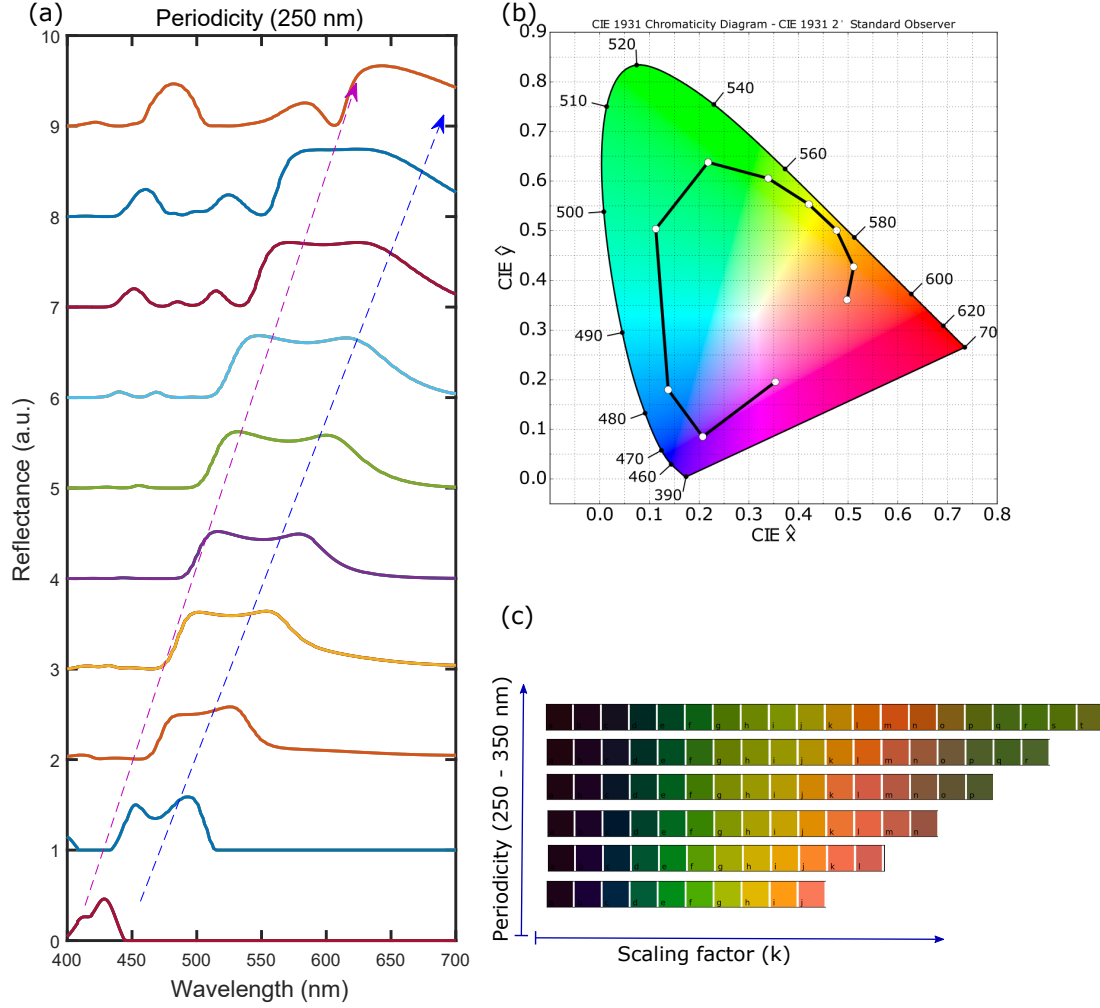 (a)
Periodicity (250 nm)
10
9
8
7
6
5
4
3
2
1
0
Reflectance (a.u.)
400 450 500 550 600 650 700
Wavelength (nm)
(b)
CIE 1931 Chromaticity Diagram - CIE 1931 2° Standard Observer
0.9
0.8
0.7
0.6
0.5
0.4
0.3
0.2
0.1
0.0
CIE ŷ
520
540
510
560
500
580
600
490
620
70
480
470
460
390
0.0 0.1 0.2 0.3 0.4 0.5 0.6 0.7 0.8
CIE x̂
(c)
Periodicity (250 - 350 nm)
d e f g h i j k l m n o p q r s t
d e f g h i j k l m n o p q r
d e f g h i j k l m n o p
d e f g h i j k l m n
d e f g h i j k l
d e f g h i j
Scaling factor (k)